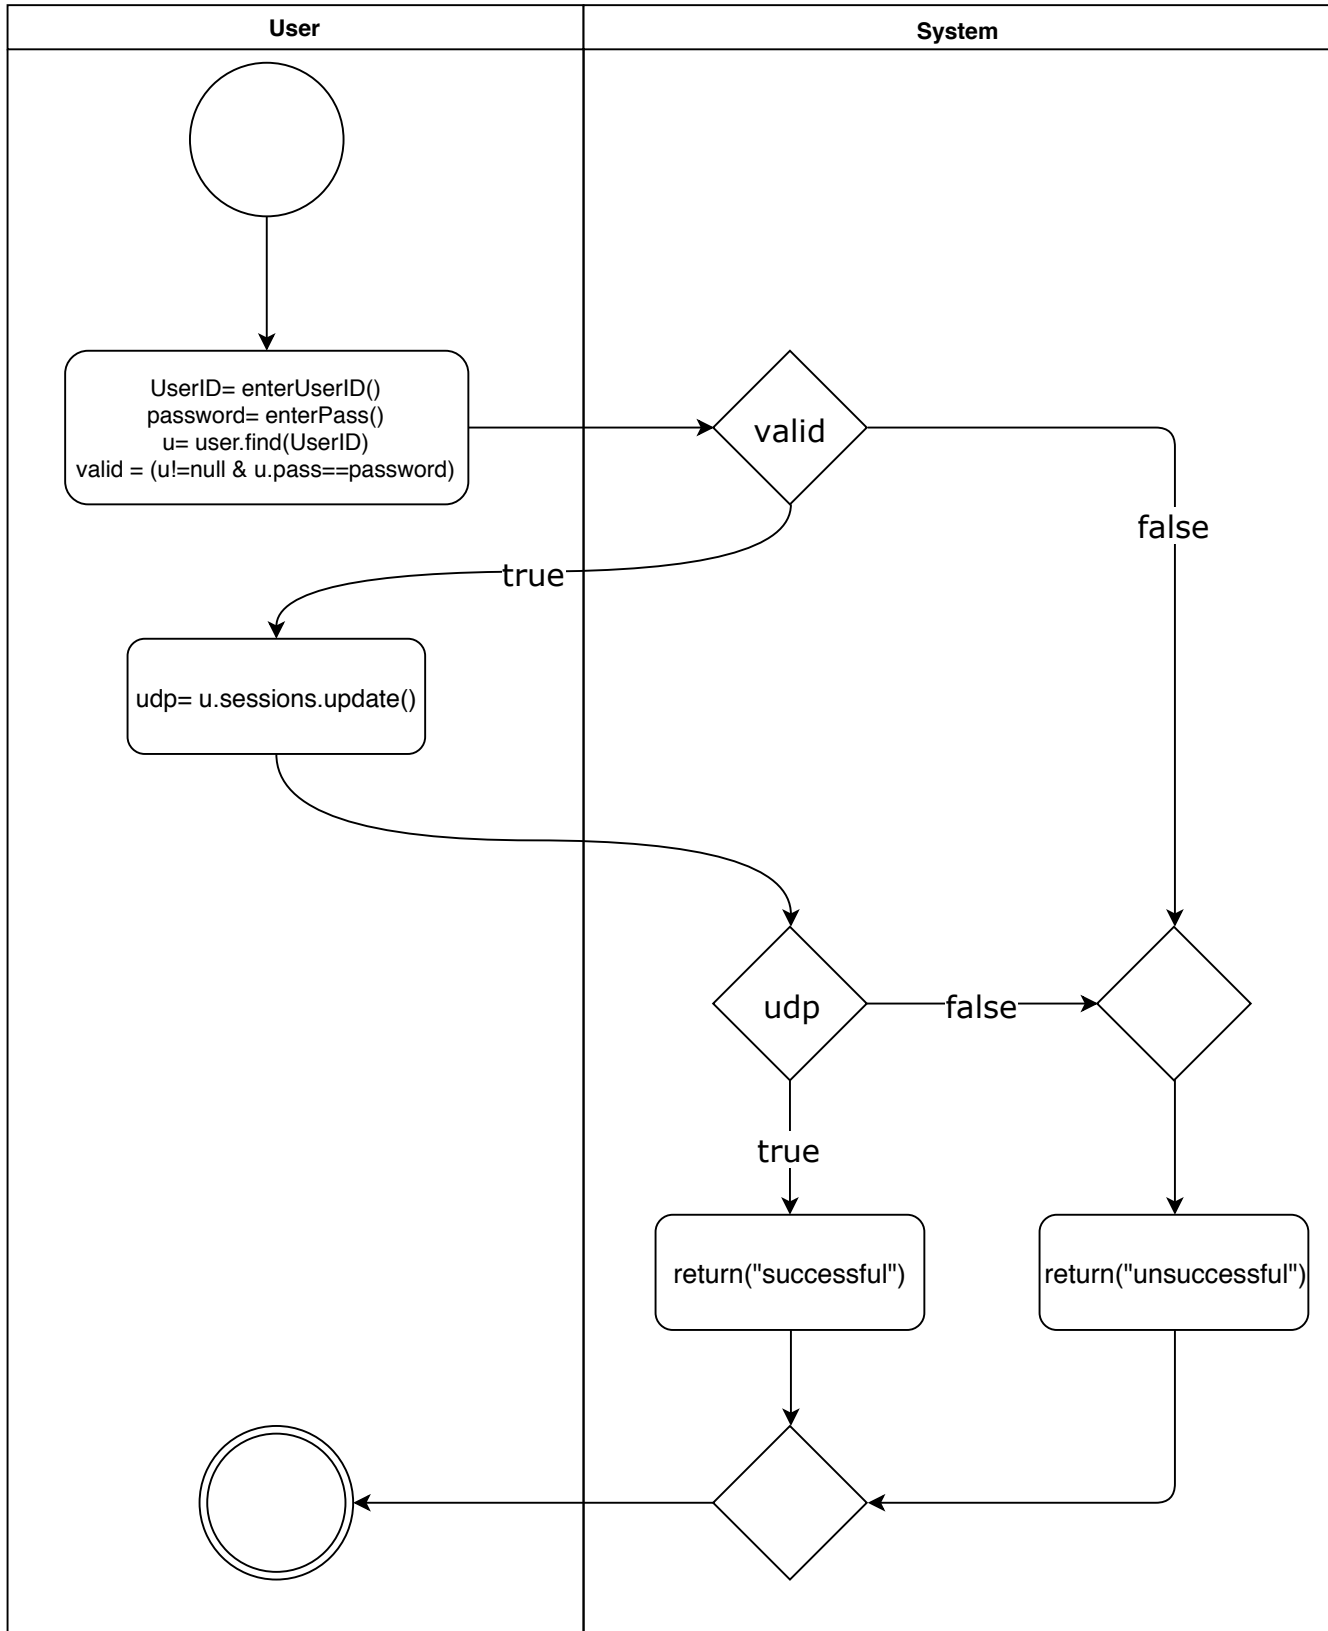 User
System
UserID= enterUserID()
password= enterPass()
u= user.find(UserID)
valid = (u!=null & u.pass==password)
valid
false
true
udp= u.sessions.update()
udp
false
true
return("successful")
return("unsuccessful")